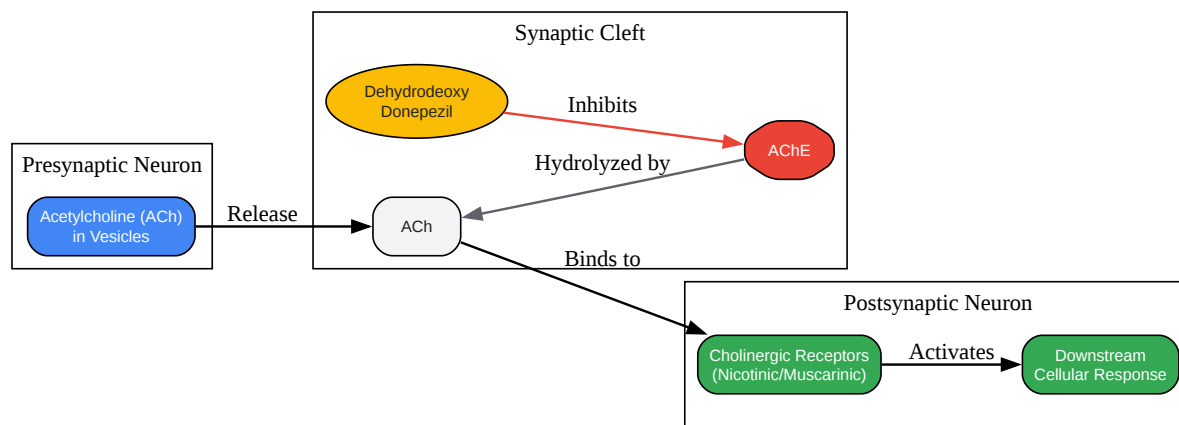 Synaptic Cleft
Dehydrodeoxy
Donepezil
Inhibits
AChE
Hydrolyzed by
Presynaptic Neuron
Acetylcholine (ACh)
in Vesicles
Release
ACh
Binds to
Postsynaptic Neuron
Cholinergic Receptors
(Nicotinic/Muscarinic)
Activates
Downstream
Cellular Response